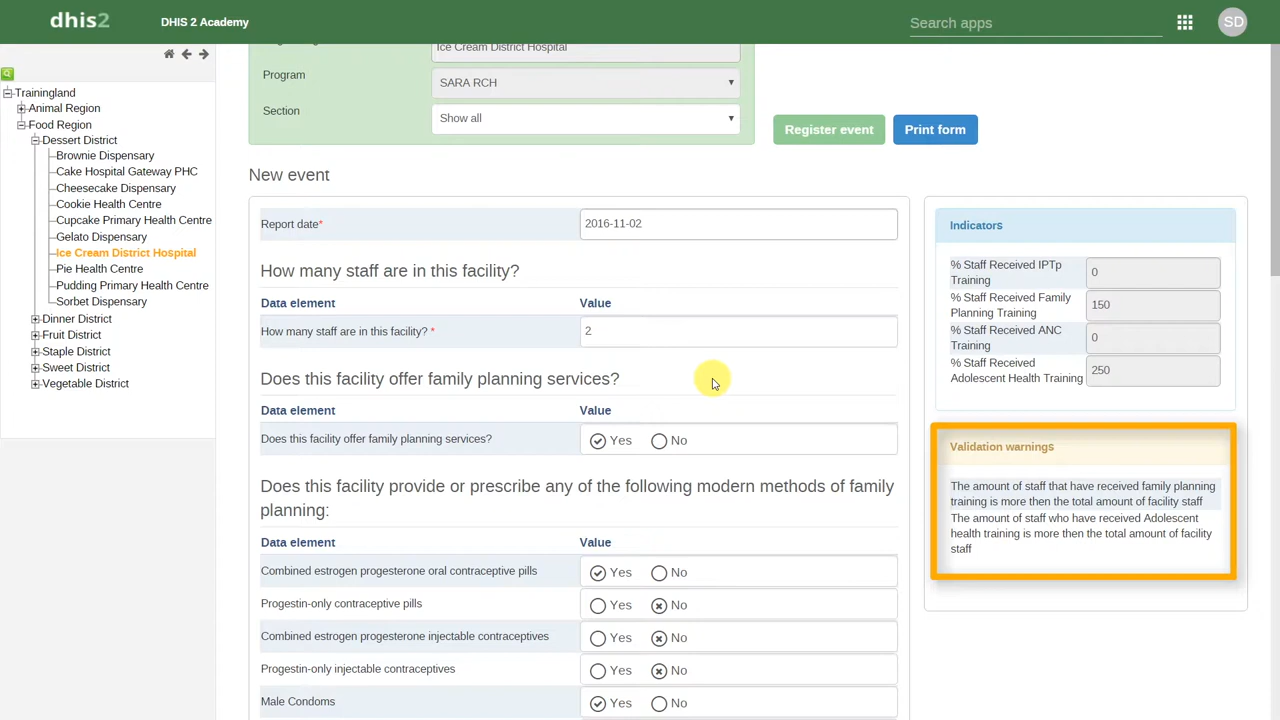 dhis2
DHIS 2 Academy
Search apps
SD
Trainingland
Animal Region
Food Region
Dessert District
Brownie Dispensary
Cake Hospital Gateway PHC
Cheesecake Dispensary
Cookie Health Centre
Cupcake Primary Health Centre
Gelato Dispensary
Ice Cream District Hospital
Pie Health Centre
Pudding Primary Health Centre
Sorbet Dispensary
Dinner District
Fruit District
Staple District
Sweet District
Vegetable District
Ice Cream District Hospital
Program
SARA RCH
Section
Show all
Register event
Print form
New event
Report date*
2016-11-02
How many staff are in this facility?
Data element
Value
How many staff are in this facility? *
2
Does this facility offer family planning services?
Data element
Value
Does this facility offer family planning services?
Yes
No
Does this facility provide or prescribe any of the following modern methods of family
planning:
Data element
Value
Combined estrogen progesterone oral contraceptive pills
Yes
No
Progestin-only contraceptive pills
Yes
No
Combined estrogen progesterone injectable contraceptives
Yes
No
Progestin-only injectable contraceptives
Yes
No
Male Condoms
Yes
No
Indicators
% Staff Received IPTp
Training
0
% Staff Received Family
Planning Training
150
% Staff Received ANC
Training
0
% Staff Received
Adolescent Health Training
250
Validation warnings
The amount of staff that have received family planning
training is more then the total amount of facility staff
The amount of staff who have received Adolescent
health training is more then the total amount of facility
staff